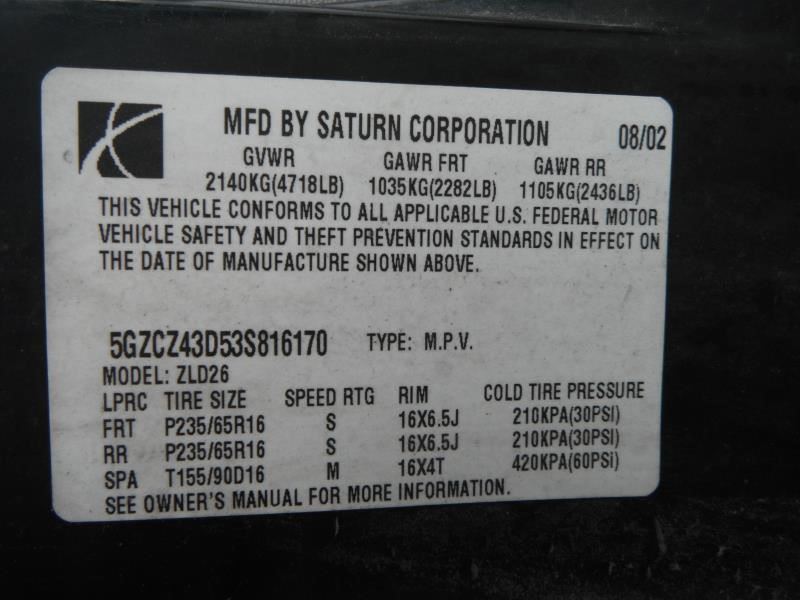 MFD BY SATURN CORPORATION 08/02
GVWR GAWR FRT GAWR RR
2140KG(4718LB) 1035KG(2282LB) 1105KG(2436LB)
THIS VEHICLE CONFORMS TO ALL APPLICABLE U.S. FEDERAL MOTOR
VEHICLE SAFETY AND THEFT PREVENTION STANDARDS IN EFFECT ON
THE DATE OF MANUFACTURE SHOWN ABOVE.
5GZCZ43D53S816170 TYPE: M.P.V.
MODEL: ZLD26
LPRC TIRE SIZE SPEED RTG RIM COLD TIRE PRESSURE
FRT P235/65R16 S 16X6.5J 210KPA(30PSI)
RR P235/65R16 S 16X6.5J 210KPA(30PSI)
SPA T155/90D16 M 16X4T 420KPA(60PSi)
SEE OWNER'S MANUAL FOR MORE INFORMATION.